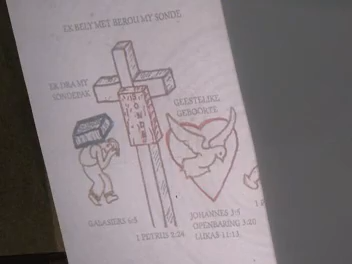 EK BELY MET BEROU MY SONDE
EK DRA MY
SONDEPAK
GEESTELIKE
GEBOORTE
GALASIERS 6:5
1 PETRUS 2:24
JOHANNES 3:5
OPENBARING 3:20
LUKAS 11:13